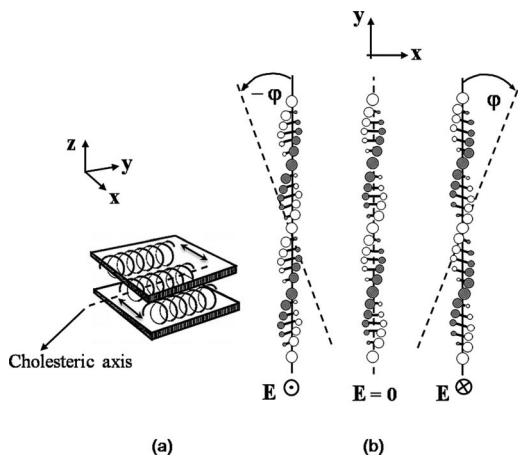 y
x
– φ
φ
z
y
x
Cholesteric axis
E
E = 0
E
(a)
(b)